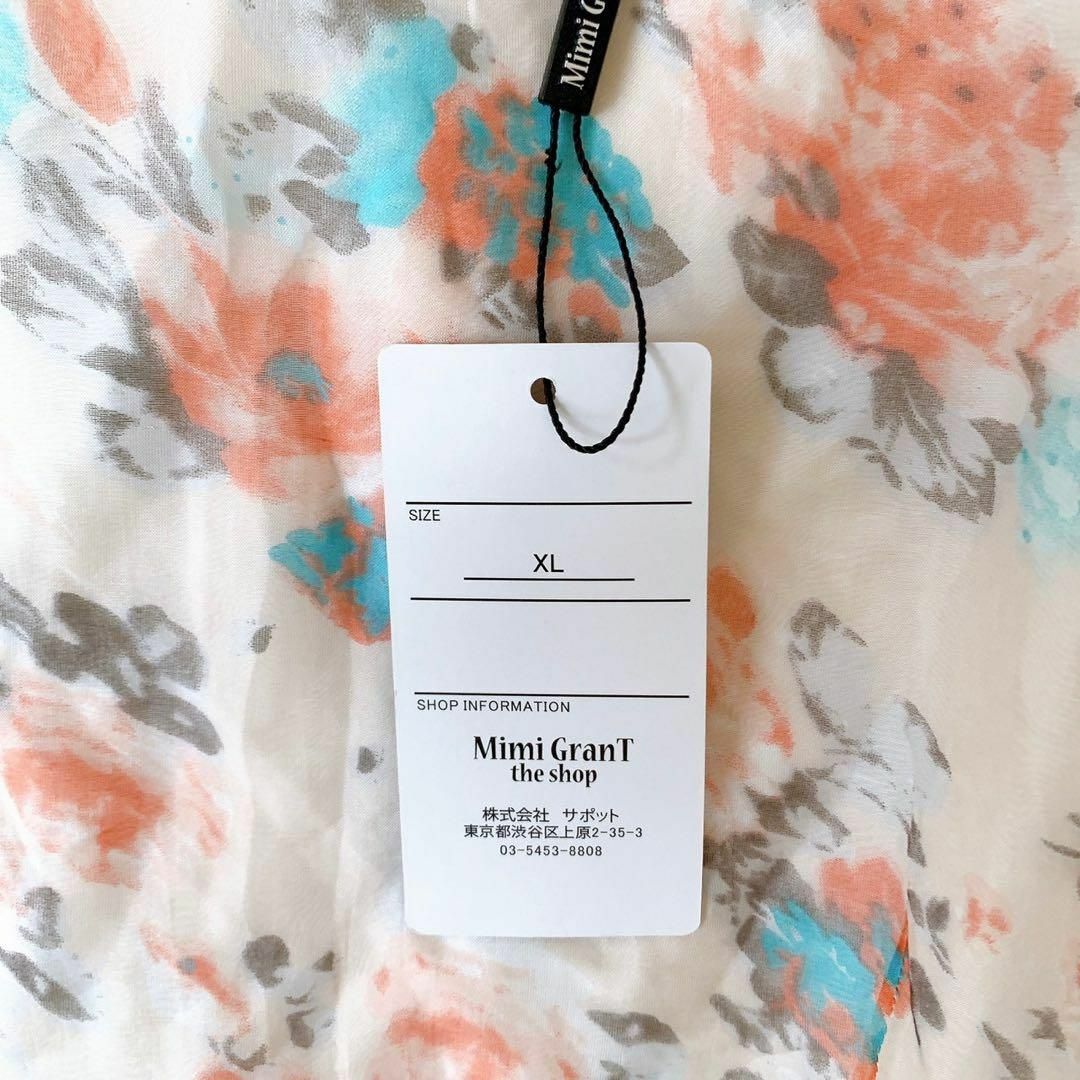 Mimi G
SIZE
XL
SHOP INFORMATION
Mimi GranT
the shop
株式会社 サポット
東京都渋谷区上原2-35-3
03-5453-8808